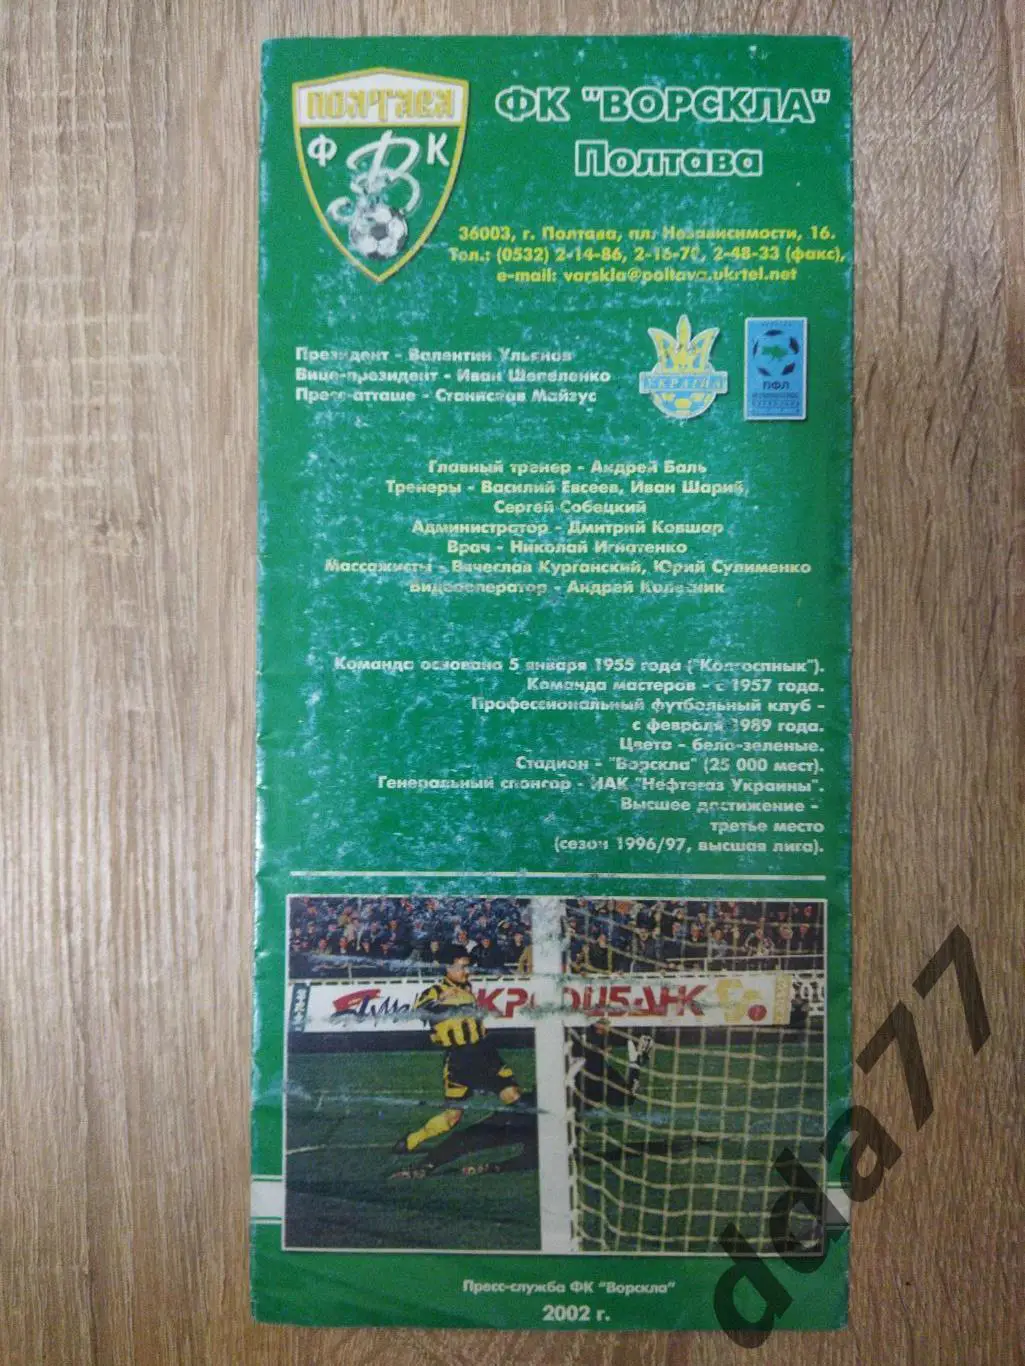 ПОЛТАВА
Ф В К
ФК "ВОРСКЛА"
Полтава
36003, г. Полтава, пл. Независимости, 16.
Тел.: (0532) 2-14-86, 2-16-70, 2-48-33 (факс),
e-mail: vorskla@poltava.ukrtel.net
Президент - Валентин Ульянов
Вице-президент - Иван Шепеленко
Пресс-атташе - Станислав Майзус
УКРАЇНА
ПФЛ
Главный тренер - Андрей Баль
Тренеры - Василий Евсеев, Иван Шарий,
Сергей Собецкий
Администратор - Дмитрий Ковшар
Врач - Николай Игнатенко
Массажисты - Вячеслав Курганский, Юрий Сулименко
Видеооператор - Андрей Колесник
Команда основана 5 января 1955 года ("Колгоспнык").
Команда мастеров - с 1957 года.
Профессиональный футбольный клуб -
с февраля 1989 года.
Цвета - бело-зеленые.
Стадион - "Ворскла" (25 000 мест).
Генеральный спонсор - НАК "Нефтегаз Украины".
Высшее достижение -
третье место
(сезон 1996/97, высшая лига).
Пресс-служба ФК "Ворскла"
2002 г.
dda77